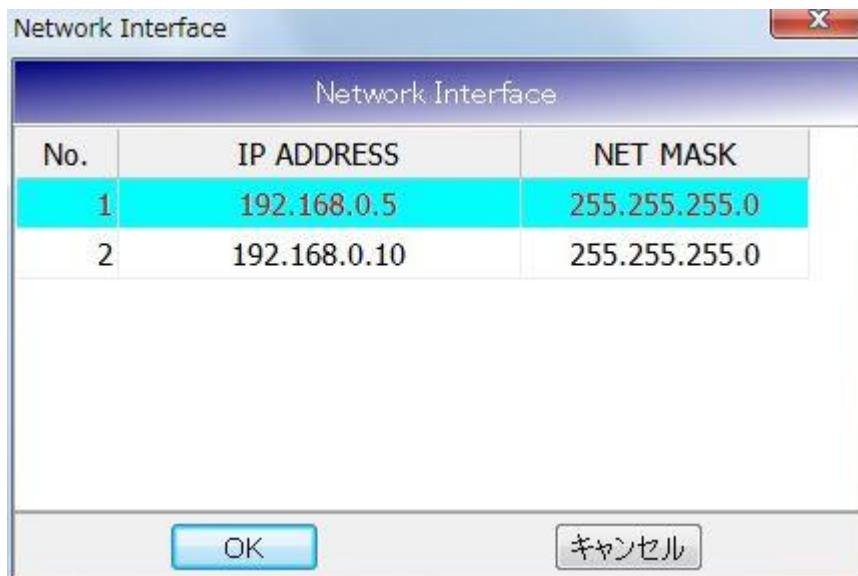 Network Interface
Network Interface
No. IP ADDRESS NET MASK
1 192.168.0.5 255.255.255.0
2 192.168.0.10 255.255.255.0
OK キャンセル